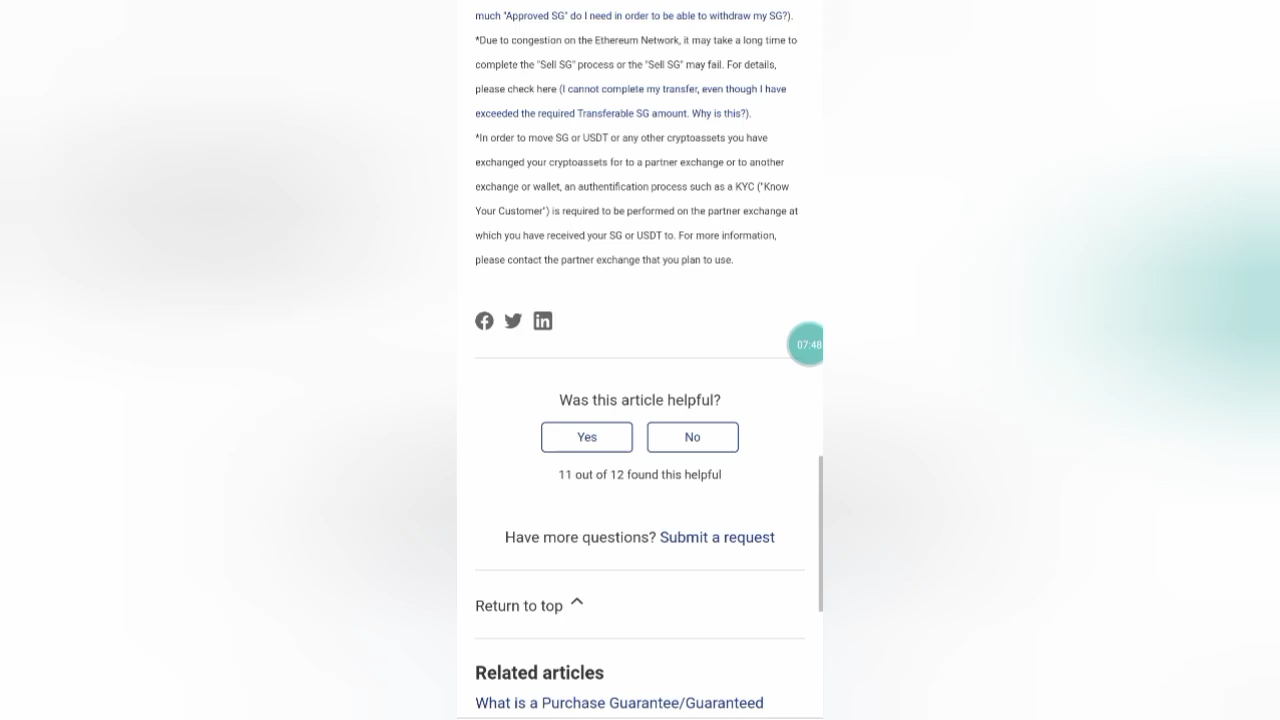 much "Approved SG" do I need in order to be able to withdraw my SG?).
*Due to congestion on the Ethereum Network, it may take a long time to
complete the "Sell SG" process or the "Sell SG" may fail. For details,
please check here (I cannot complete my transfer, even though I have
exceeded the required Transferable SG amount. Why is this?).
*In order to move SG or USDT or any other cryptoassets you have
exchanged your cryptoassets for to a partner exchange or to another
exchange or wallet, an authentification process such as a KYC ("Know
Your Customer") is required to be performed on the partner exchange at
which you have received your SG or USDT to. For more information,
please contact the partner exchange that you plan to use.
07:48
Was this article helpful?
Yes
No
11 out of 12 found this helpful
Have more questions? Submit a request
Return to top
Related articles
What is a Purchase Guarantee/Guaranteed